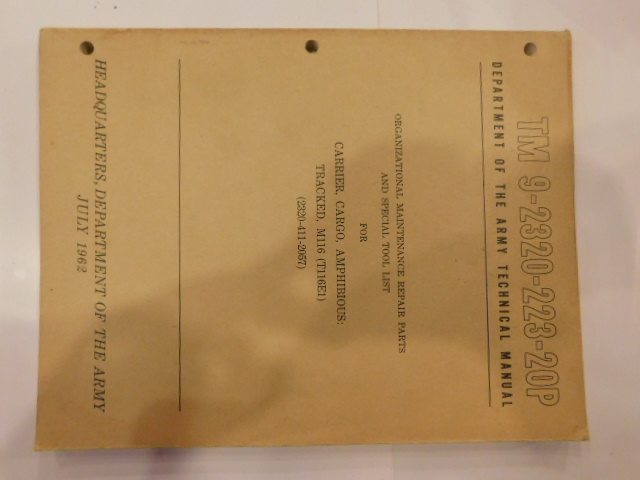 TM 9-2320-223-20P
DEPARTMENT OF THE ARMY TECHNICAL MANUAL
ORGANIZATIONAL MAINTENANCE REPAIR PARTS
AND SPECIAL TOOL LIST
FOR
CARRIER, CARGO, AMPHIBIOUS:
TRACKED, M116 (T116E1)
(2320-411-2057)
HEADQUARTERS, DEPARTMENT OF THE ARMY
JULY 1962